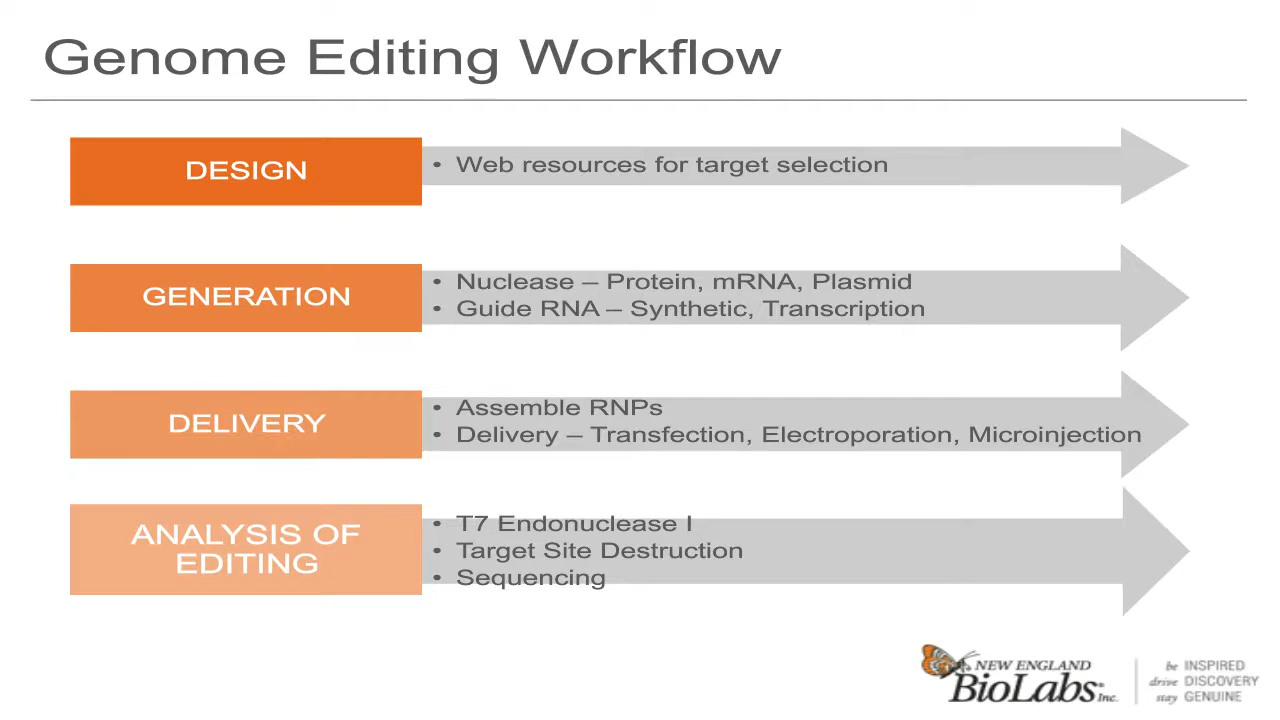 Genome Editing Workflow
DESIGN
• Web resources for target selection
GENERATION
• Nuclease – Protein, mRNA, Plasmid
• Guide RNA – Synthetic, Transcription
DELIVERY
• Assemble RNPs
• Delivery – Transfection, Electroporation, Microinjection
ANALYSIS OF
EDITING
• T7 Endonuclease I
• Target Site Destruction
• Sequencing
NEW ENGLAND
BioLabs® Inc.
be INSPIRED
drive DISCOVERY
stay GENUINE